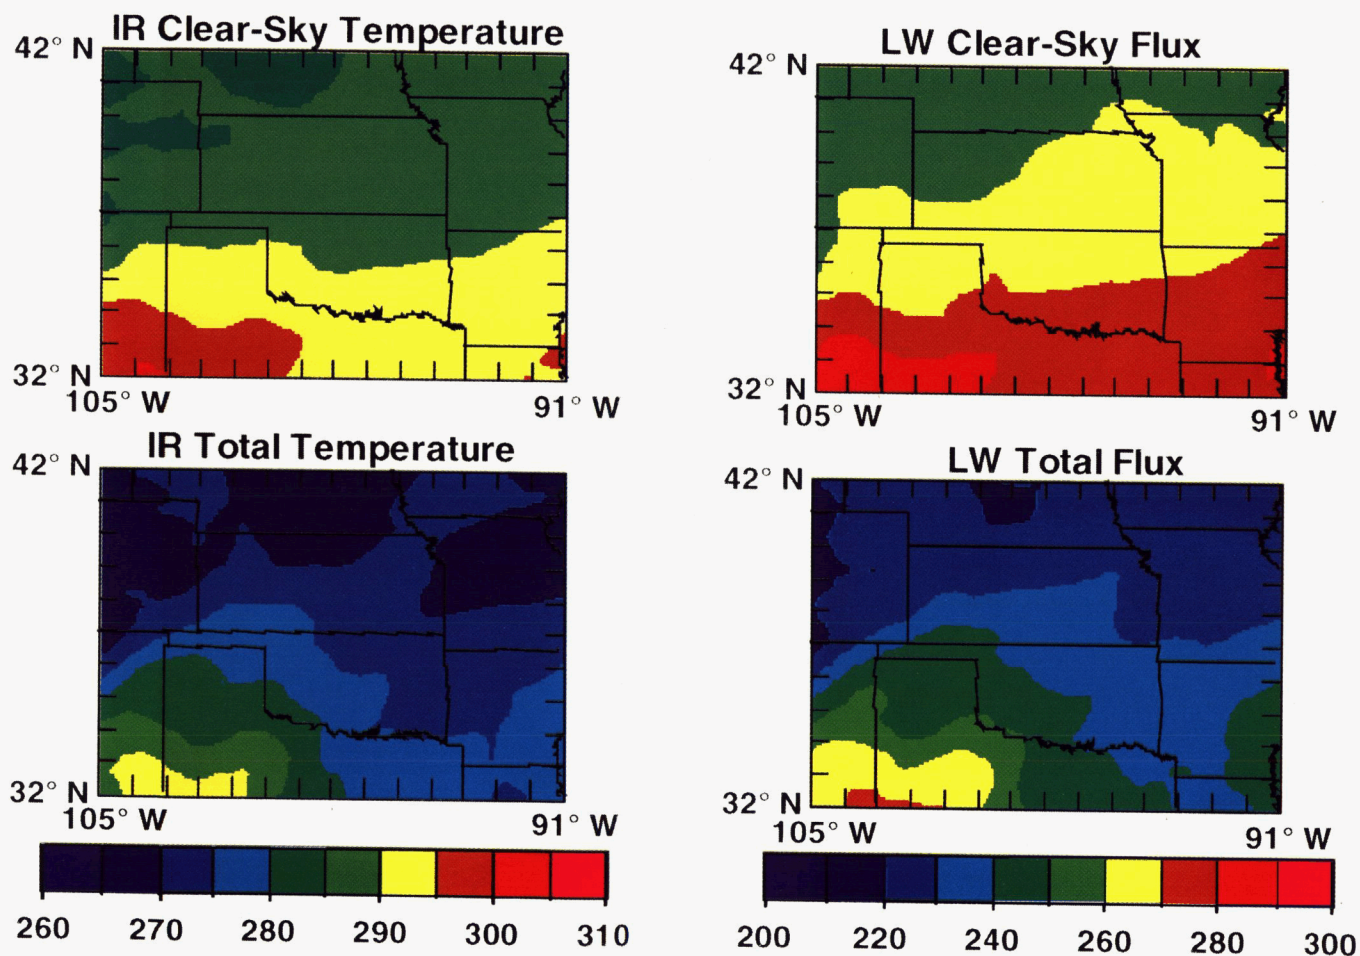 IR Clear-Sky Temperature
42° N
32° N
105° W
91° W
LW Clear-Sky Flux
42° N
32° N
105° W
91° W
IR Total Temperature
42° N
32° N
105° W
91° W
LW Total Flux
42° N
32° N
105° W
91° W
260 270 280 290 300 310
200 220 240 260 280 300